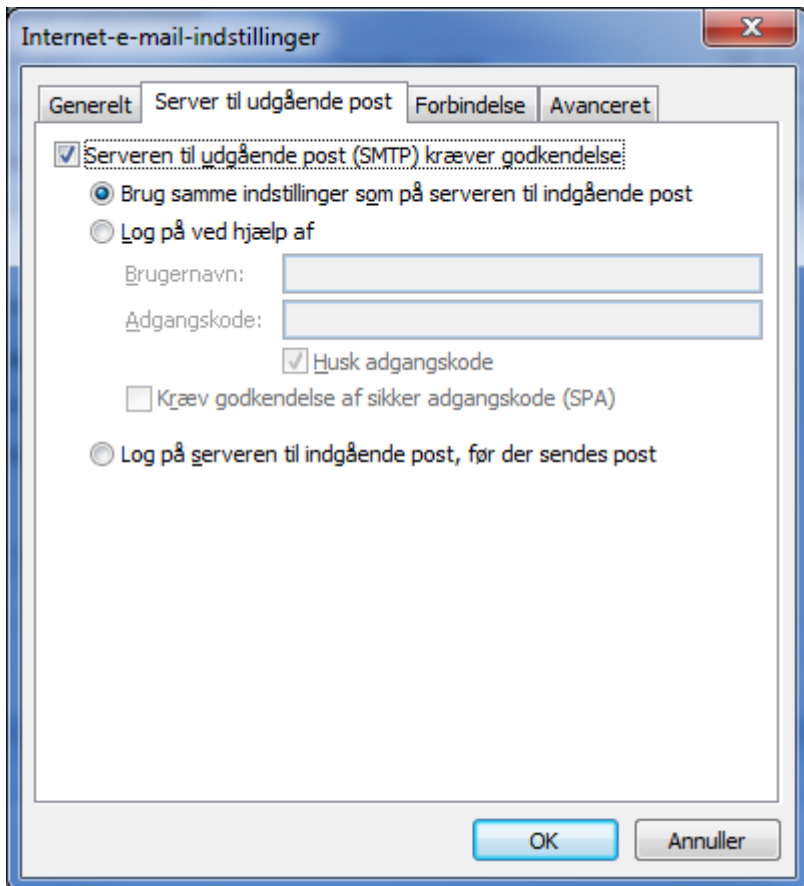 Internet-e-mail-indstillinger
Generelt Server til udgående post Forbindelse Avanceret
Serveren til udgående post (SMTP) kræver godkendelse
Brug samme indstillinger som på serveren til indgående post
Log på ved hjælp af
Brugernavn:
Adgangskode:
Husk adgangskode
Kræv godkendelse af sikker adgangskode (SPA)
Log på serveren til indgående post, før der sendes post
OK Annuller